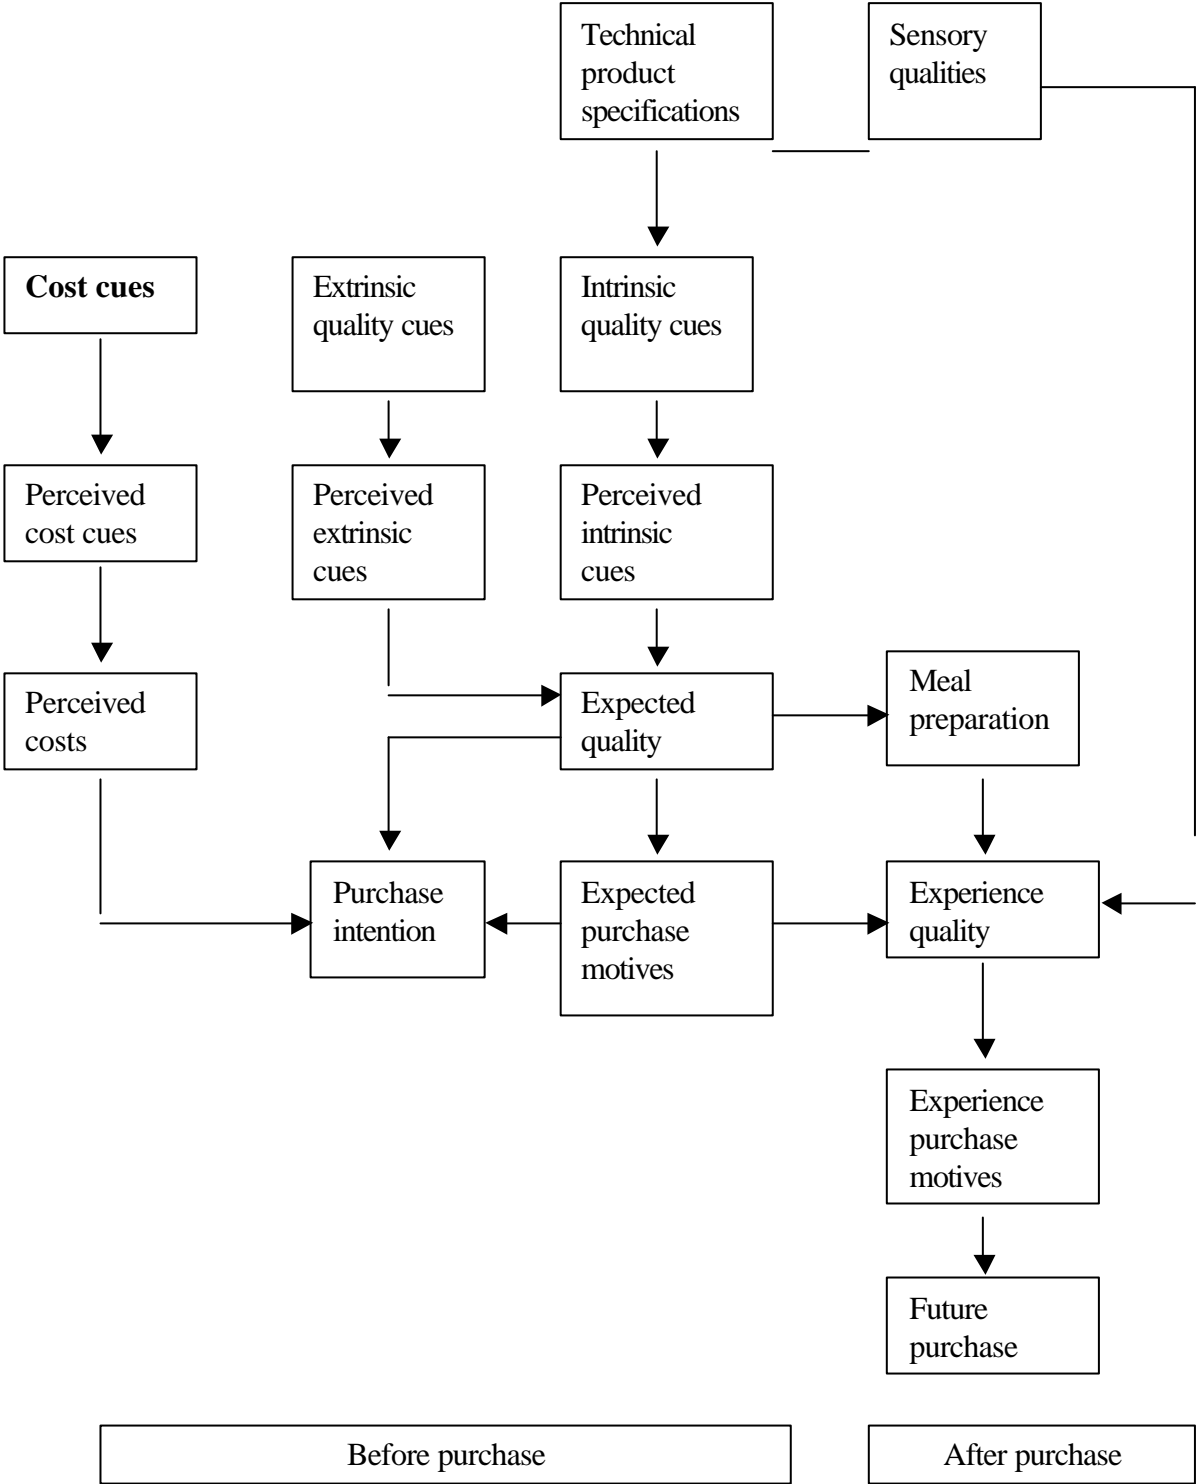 Technical
product
specifications
Sensory
qualities
Cost cues
Extrinsic
quality cues
Intrinsic
quality cues
Perceived
cost cues
Perceived
extrinsic
cues
Perceived
intrinsic
cues
Perceived
costs
Expected
quality
Meal
preparation
Purchase
intention
Expected
purchase
motives
Experience
quality
Experience
purchase
motives
Future
purchase
Before purchase
After purchase